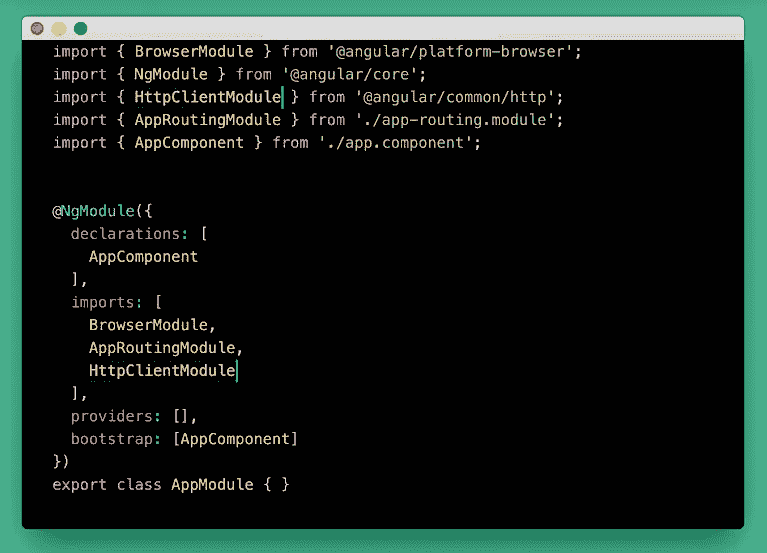 import { BrowserModule } from '@angular/platform-browser';
import { NgModule } from '@angular/core';
import { HttpClientModule } from '@angular/common/http';
import { AppRoutingModule } from './app-routing.module';
import { AppComponent } from './app.component';
@NgModule({
  declarations: [
    AppComponent
  ],
  imports: [
    BrowserModule,
    AppRoutingModule,
    HttpClientModule
  ],
  providers: [],
  bootstrap: [AppComponent]
})
export class AppModule { }